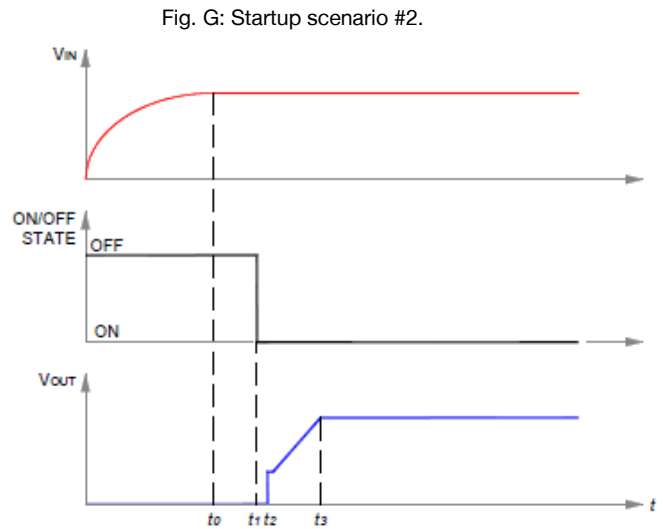 Fig. G: Startup scenario #2.
VIN
ON/OFF
STATE
OFF
ON
VOUT
t0 t1 t2 t3 t